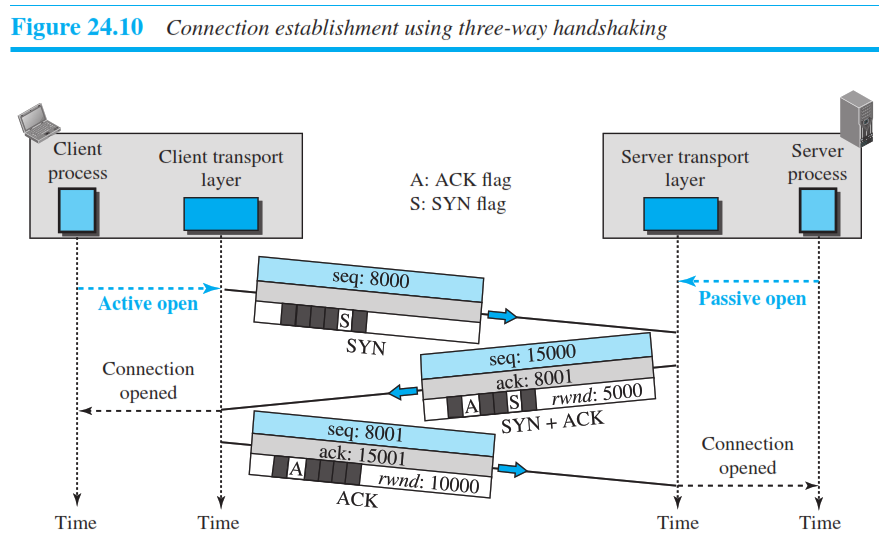 Figure 24.10 Connection establishment using three-way handshaking
Client
process
Client transport
layer
A: ACK flag
S: SYN flag
Server transport
layer
Server
process
Active open
Passive open
seq: 8000
S
SYN
seq: 15000
ack: 8001
A S rwnd: 5000
SYN + ACK
Connection
opened
seq: 8001
ack: 15001
A rwnd: 10000
ACK
Connection
opened
Time
Time
Time
Time